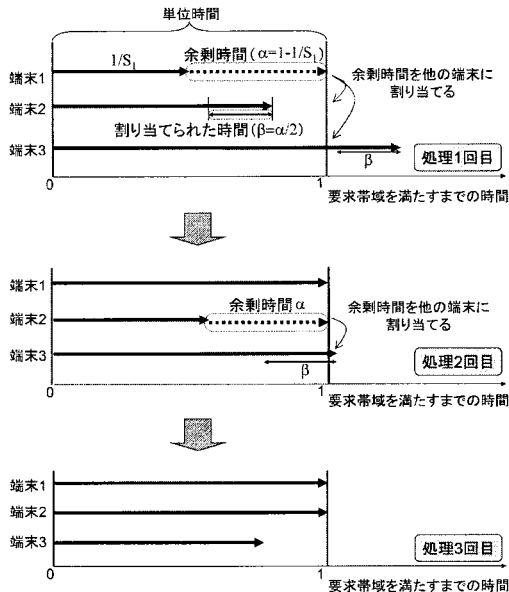 単位時間
1/S1
余剰時間(α=1-1/S1)
端末1
余剰時間を他の端末に
割り当てる
端末2
割り当てられた時間(β=α/2)
端末3
β
処理1回目
0
1
要求帯域を満たすまでの時間
端末1
余剰時間α
端末2
余剰時間を他の端末に
割り当てる
端末3
β
処理2回目
0
1
要求帯域を満たすまでの時間
端末1
端末2
端末3
処理3回目
0
1
要求帯域を満たすまでの時間